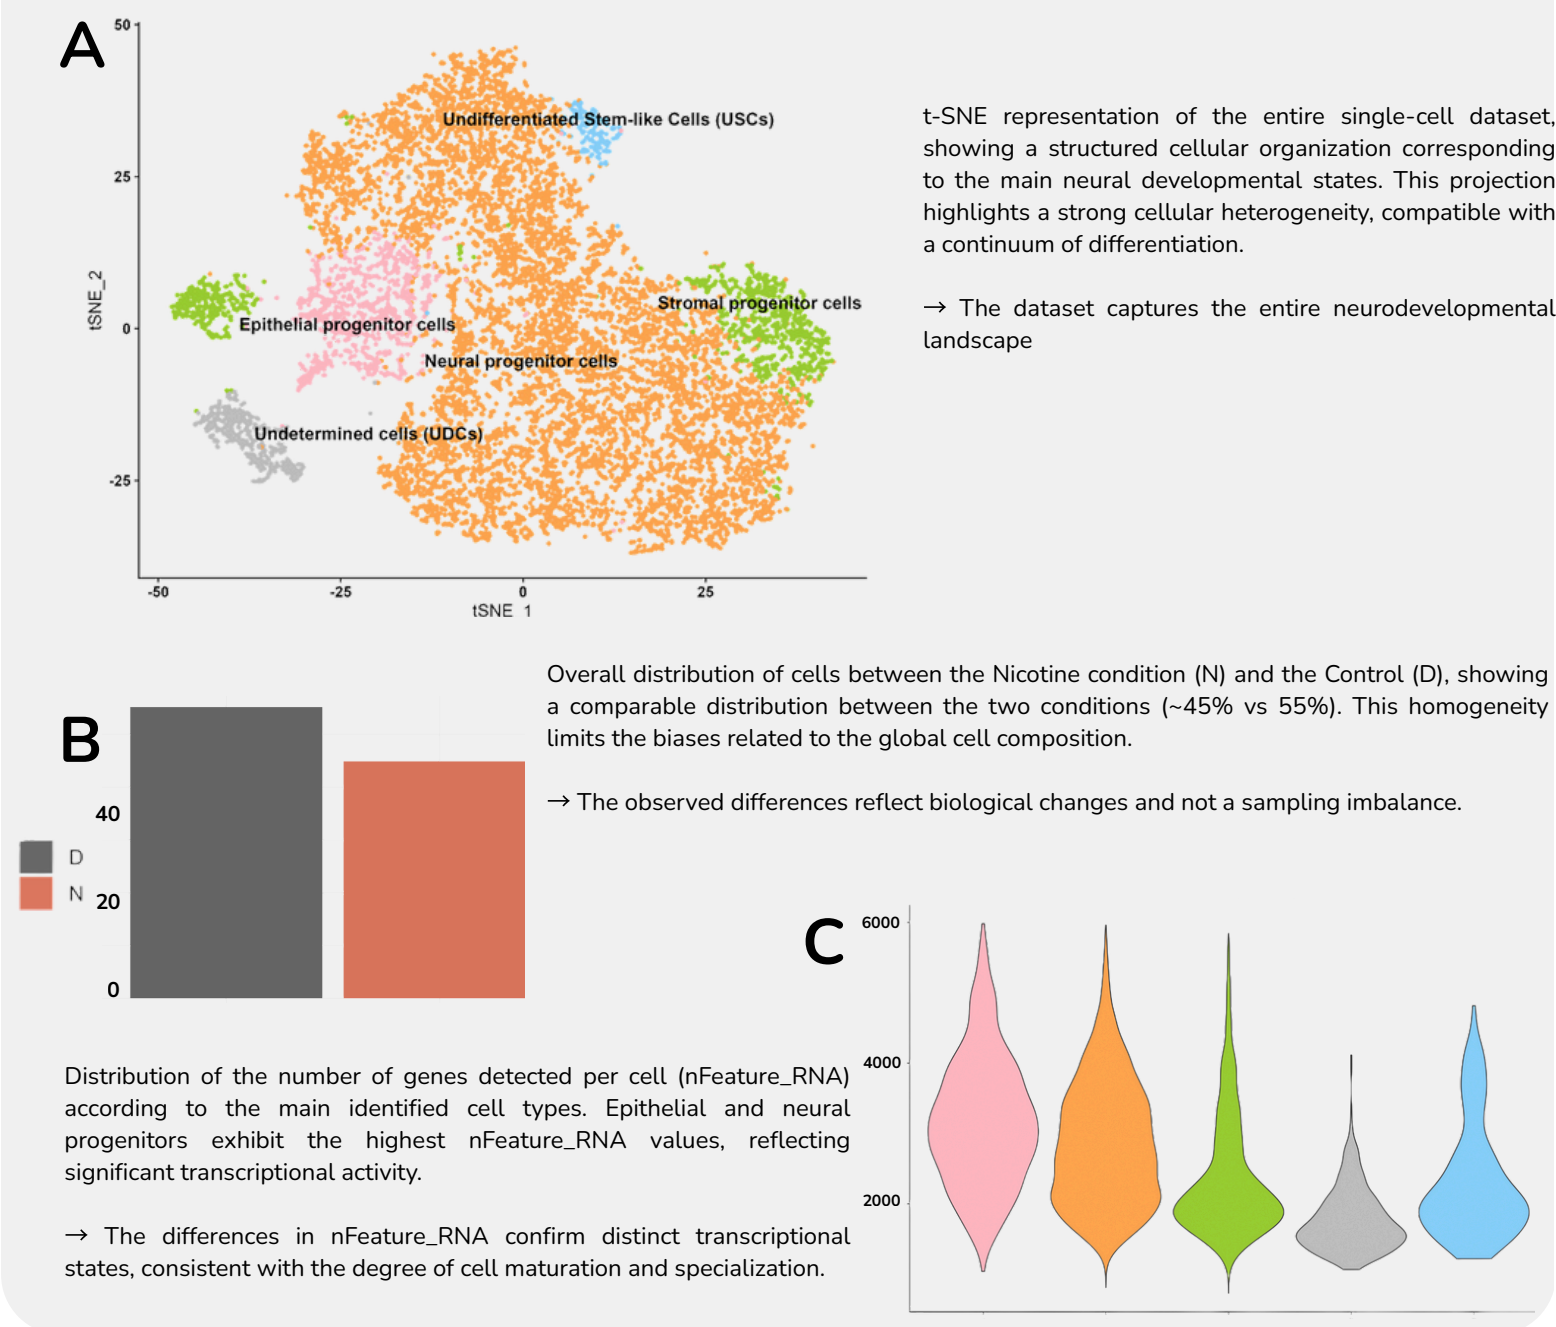 A
50
25
0
-25
tSNE_2
-50
-25
0
25
tSNE 1
Undifferentiated Stem-like Cells (USCs)
Stromal progenitor cells
Epithelial progenitor cells
Neural progenitor cells
Undetermined cells (UDCs)
t-SNE representation of the entire single-cell dataset,
showing a structured cellular organization corresponding
to the main neural developmental states. This projection
highlights a strong cellular heterogeneity, compatible with
a continuum of differentiation.
→ The dataset captures the entire neurodevelopmental
landscape
B
40
20
0
D
N
Overall distribution of cells between the Nicotine condition (N) and the Control (D), showing
a comparable distribution between the two conditions (~45% vs 55%). This homogeneity
limits the biases related to the global cell composition.
→ The observed differences reflect biological changes and not a sampling imbalance.
C
6000
4000
2000
Distribution of the number of genes detected per cell (nFeature_RNA)
according to the main identified cell types. Epithelial and neural
progenitors exhibit the highest nFeature_RNA values, reflecting
significant transcriptional activity.
→ The differences in nFeature_RNA confirm distinct transcriptional
states, consistent with the degree of cell maturation and specialization.